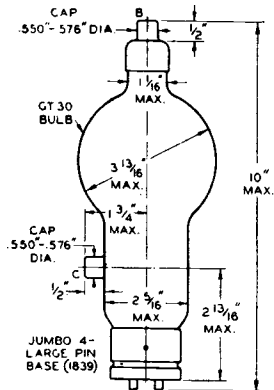 CAP
.550"-.576" DIA.
B
1/2"
1 1/16"
MAX.
GT 30
BULB
3 13/16"
MAX.
10"
MAX.
1 3/4"
MAX.
CAP
.550"-.576"
DIA.
C
1/2"
2 5/16"
MAX.
2 13/16"
MAX.
JUMBO 4-
LARGE PIN
BASE (1839)